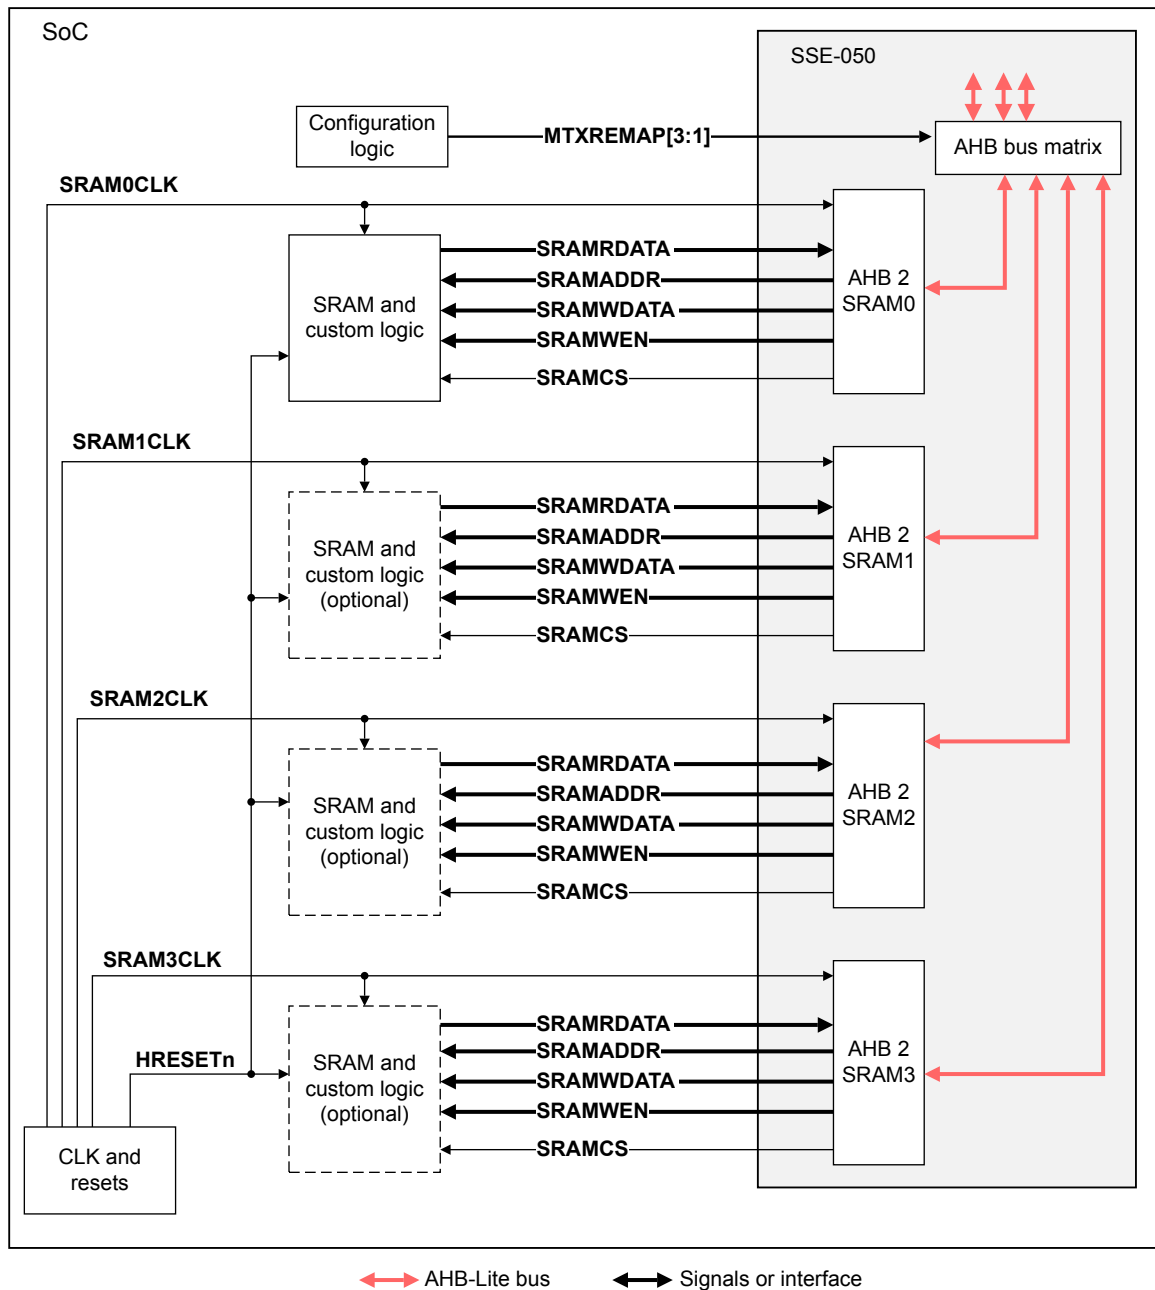 SoC
SSE-050
Configuration
logic
MTXREMAP[3:1]
AHB bus matrix
SRAM0CLK
SRAM and
custom logic
SRAMRDATA
SRAMADDR
SRAMWDATA
SRAMWEN
SRAMCS
AHB 2
SRAM0
SRAM1CLK
SRAM and
custom logic
(optional)
SRAMRDATA
SRAMADDR
SRAMWDATA
SRAMWEN
SRAMCS
AHB 2
SRAM1
SRAM2CLK
SRAM and
custom logic
(optional)
SRAMRDATA
SRAMADDR
SRAMWDATA
SRAMWEN
SRAMCS
AHB 2
SRAM2
SRAM3CLK
HRESETn
SRAM and
custom logic
(optional)
SRAMRDATA
SRAMADDR
SRAMWDATA
SRAMWEN
SRAMCS
AHB 2
SRAM3
CLK and
resets
AHB-Lite bus
Signals or interface